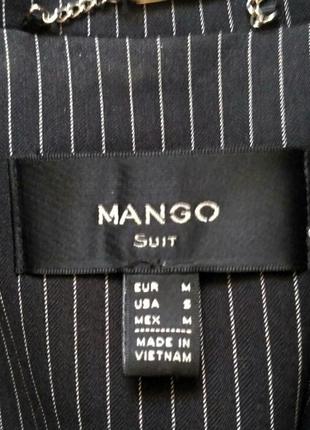 MANGO
SUIT
EUR M
USA S
MEX M
MADE IN
VIETNAM